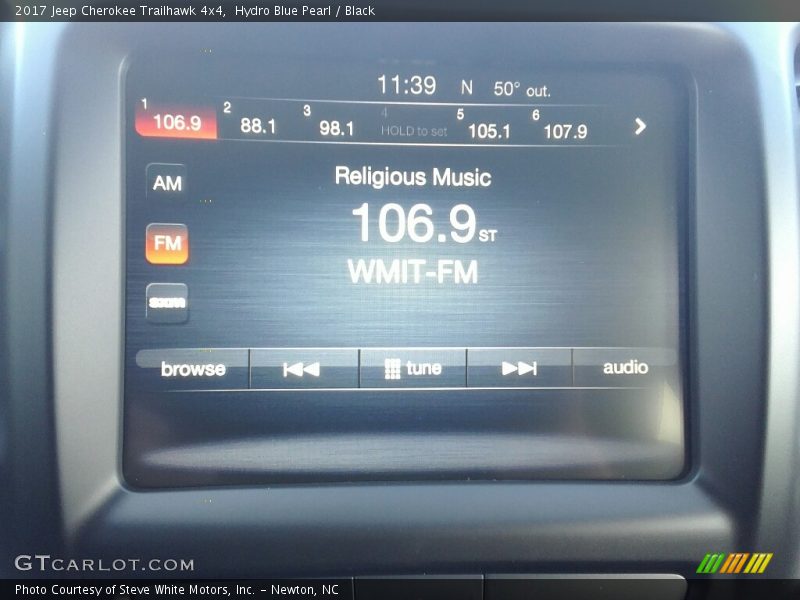 2017 Jeep Cherokee Trailhawk 4x4,  Hydro Blue Pearl / Black
11:39 N 50° out.
1 106.9 2 88.1 3 98.1 4 HOLD to set 5 105.1 6 107.9
AM
Religious Music
106.9 ST
FM
WMIT-FM
browse tune audio
GTCARLOT.COM
Photo Courtesy of Steve White Motors, Inc. – Newton, NC